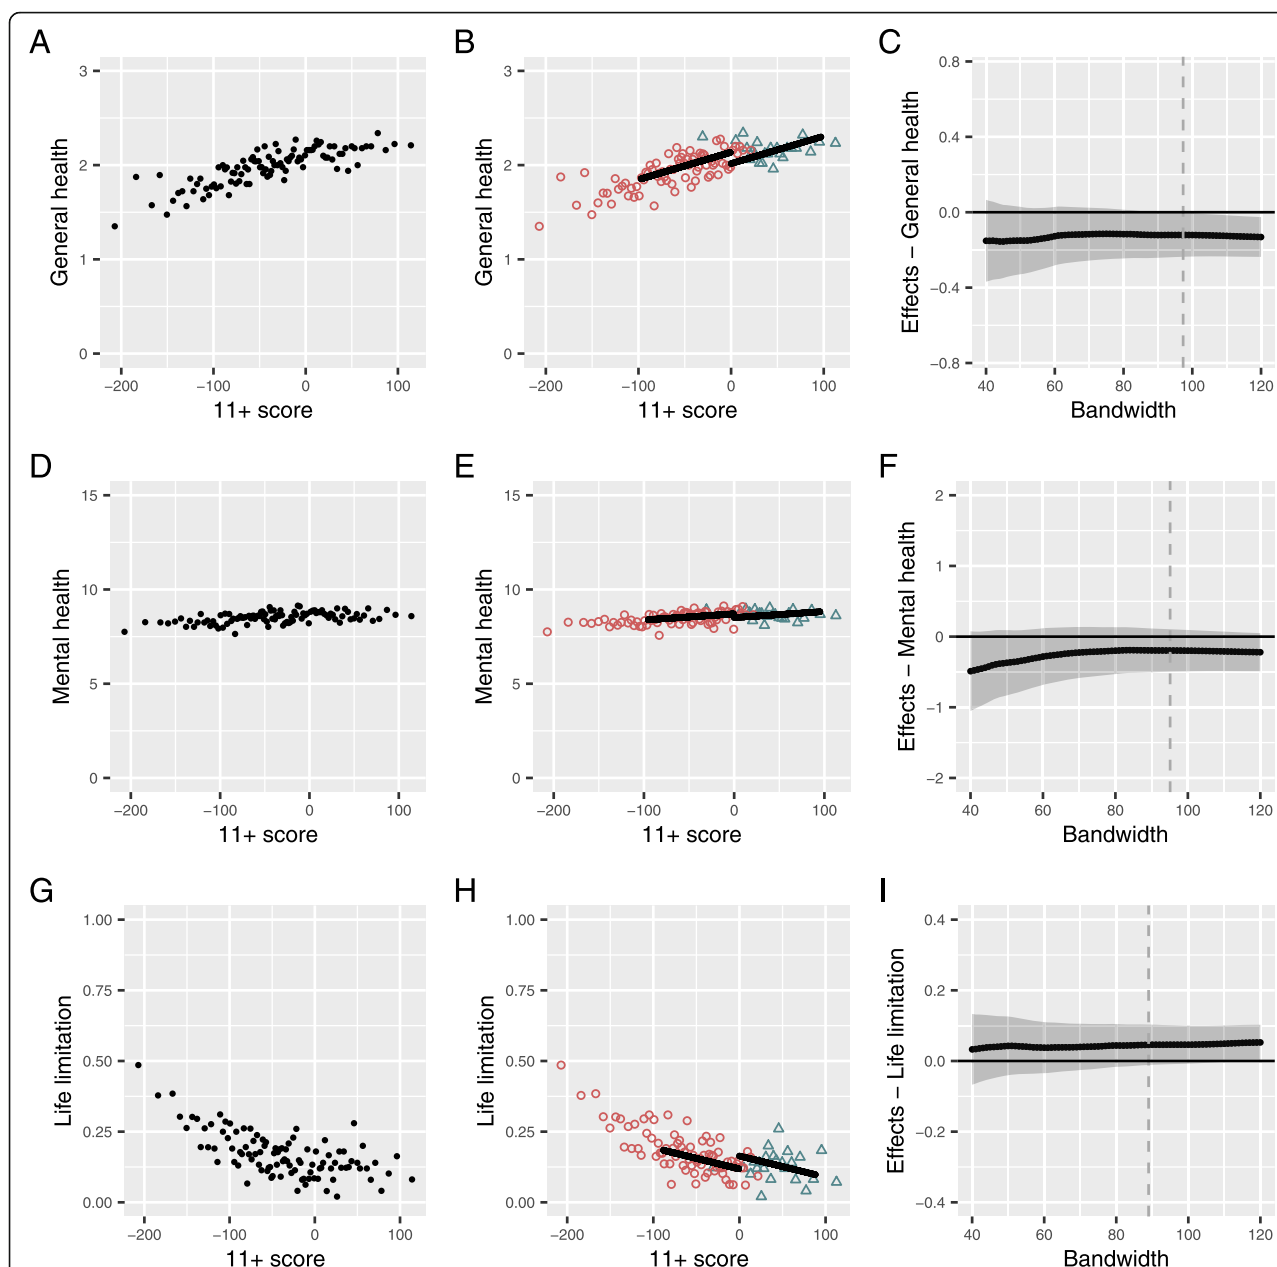 A
B
C
3
2
1
0
General health
−200
−100
0
100
11+ score
3
2
1
0
General health
−200
−100
0
100
11+ score
0.8
0.4
0.0
−0.4
−0.8
Effects − General health
40
60
80
100
120
Bandwidth
D
E
F
15
10
5
0
Mental health
−200
−100
0
100
11+ score
15
10
5
0
Mental health
−200
−100
0
100
11+ score
2
1
0
−1
−2
Effects − Mental health
40
60
80
100
120
Bandwidth
G
H
I
1.00
0.75
0.50
0.25
0.00
Life limitation
−200
−100
0
100
11+ score
1.00
0.75
0.50
0.25
0.00
Life limitation
−200
−100
0
100
11+ score
0.4
0.2
0.0
−0.2
−0.4
Effects − Life limitation
40
60
80
100
120
Bandwidth